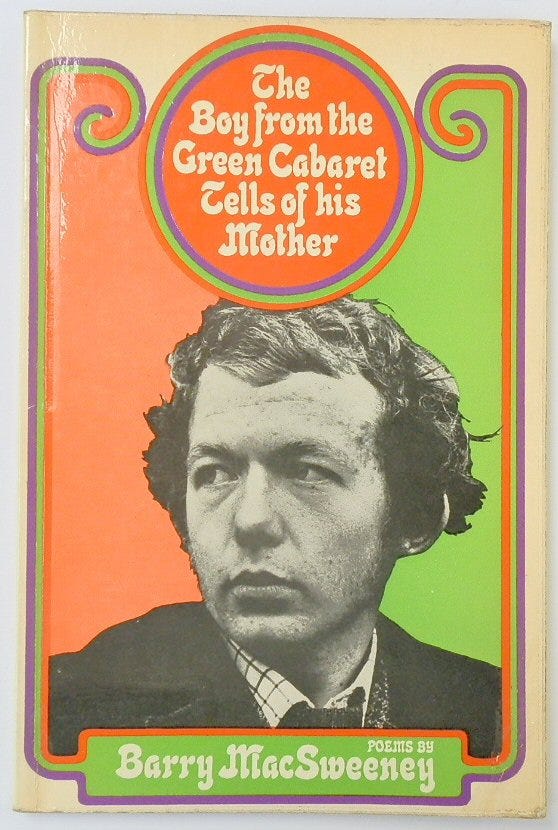 The
Boy from the
Green Cabaret
Tells of his
Mother
POEMS BY
Barry MacSweeney